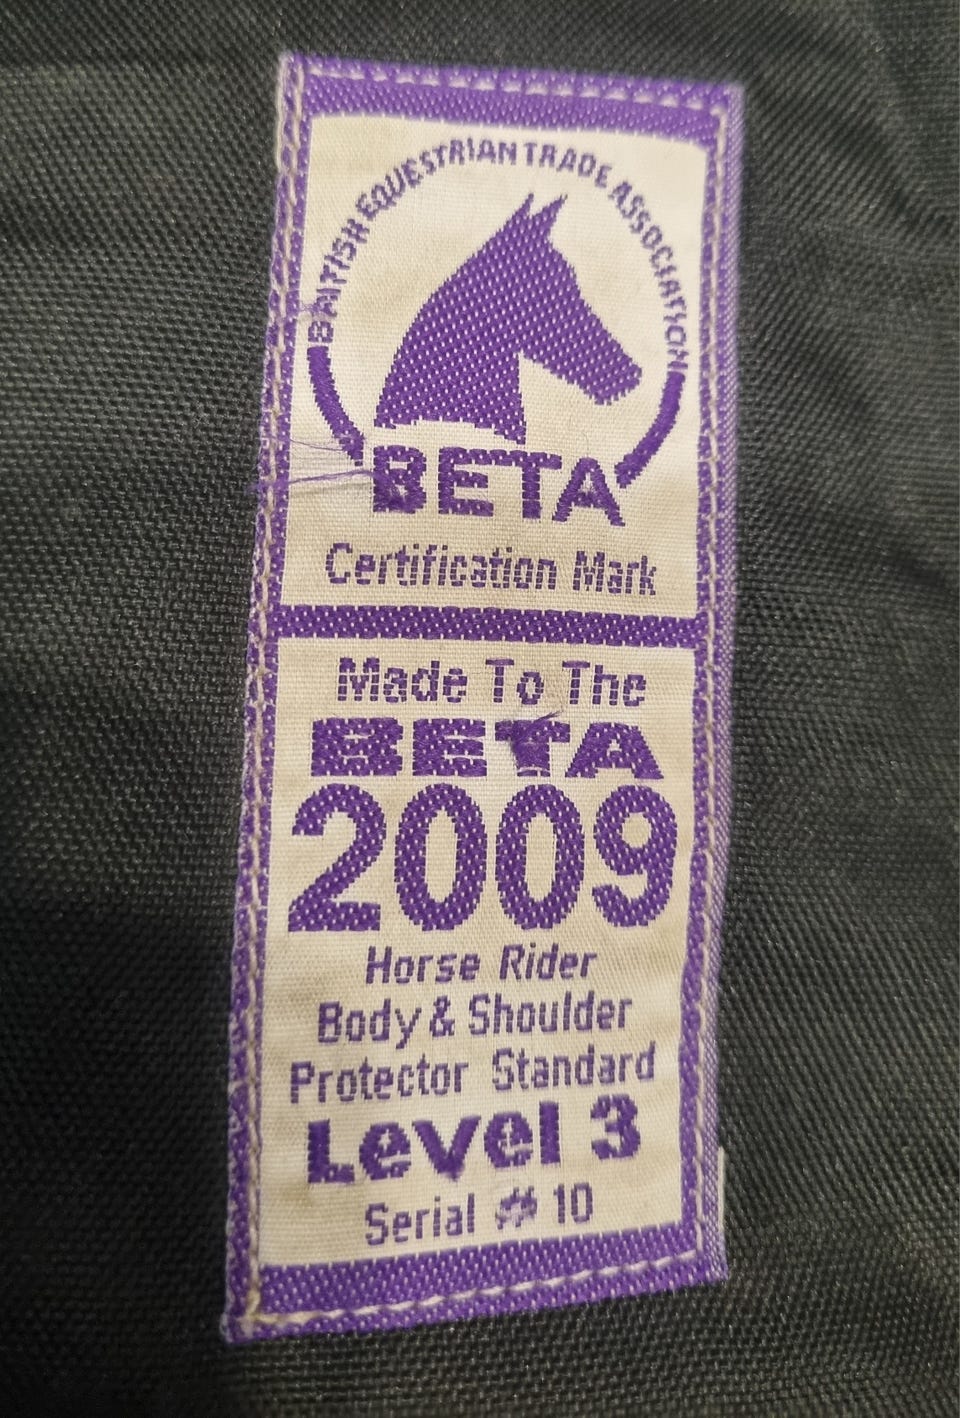 BRITISH EQUESTRIAN TRADE ASSOCIATION
BETA
Certification Mark
Made To The
BETA
2009
Horse Rider
Body & Shoulder
Protector Standard
Level 3
Serial # 10